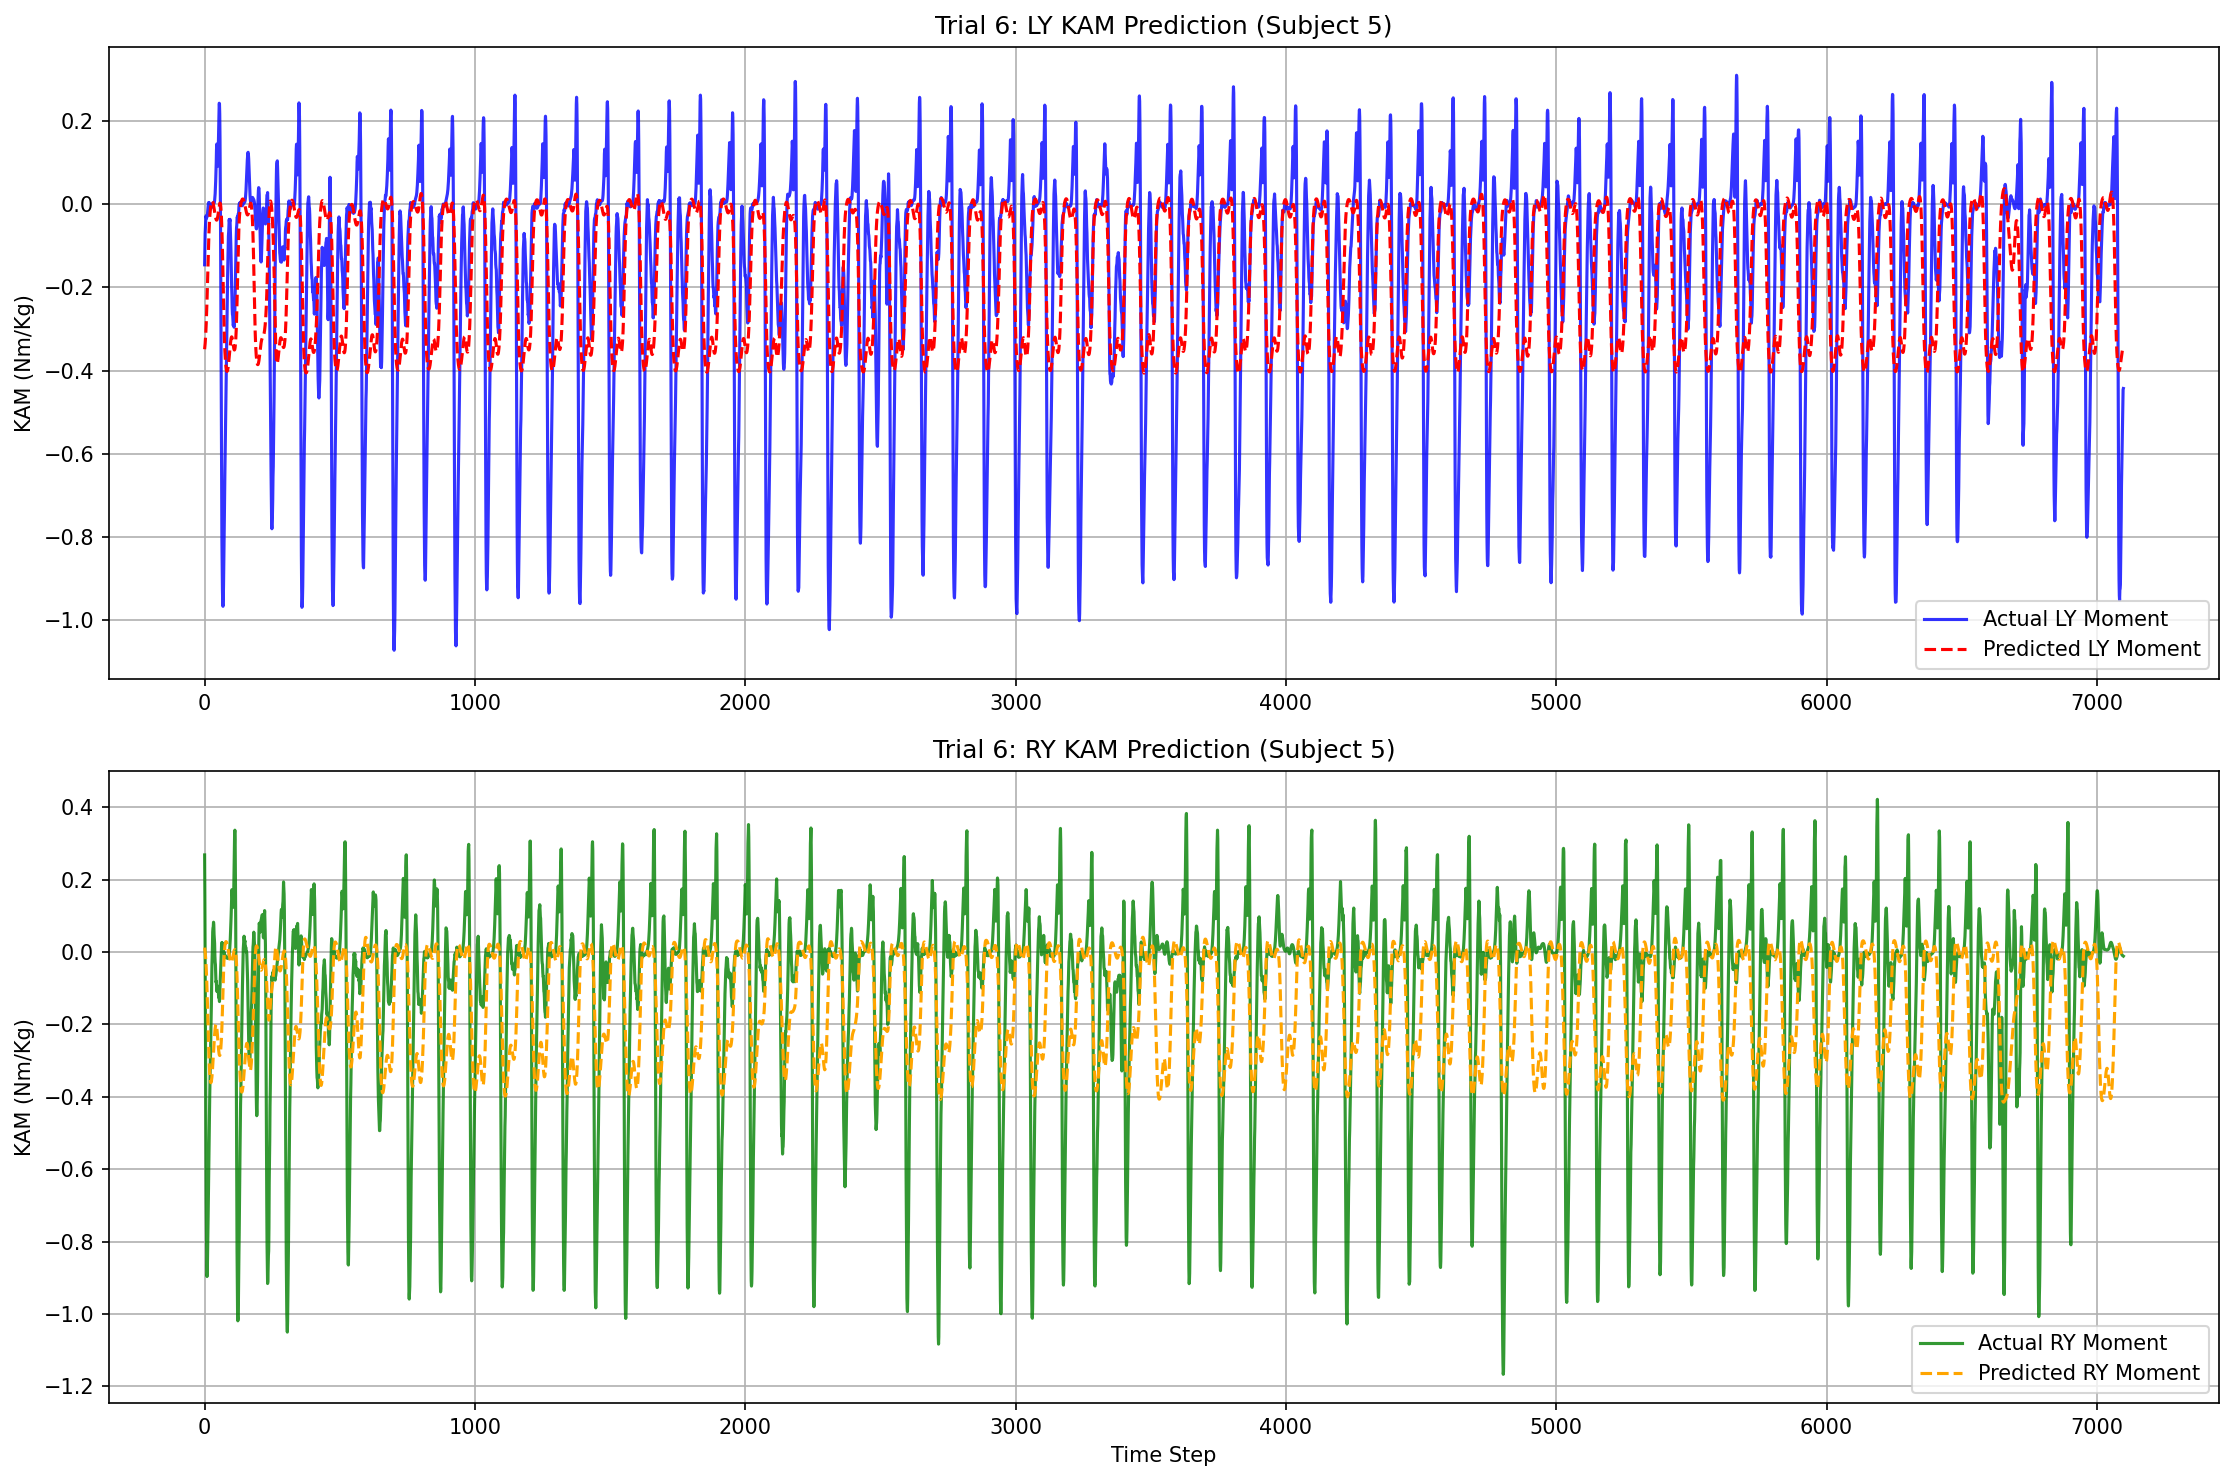 Trial 6: LY KAM Prediction (Subject 5)
KAM (Nm/Kg)
0.2
0.0
−0.2
−0.4
−0.6
−0.8
−1.0
Actual LY Moment
Predicted LY Moment
0 1000 2000 3000 4000 5000 6000 7000
Trial 6: RY KAM Prediction (Subject 5)
KAM (Nm/Kg)
0.4
0.2
0.0
−0.2
−0.4
−0.6
−0.8
−1.0
−1.2
Actual RY Moment
Predicted RY Moment
0 1000 2000 3000 4000 5000 6000 7000
Time Step